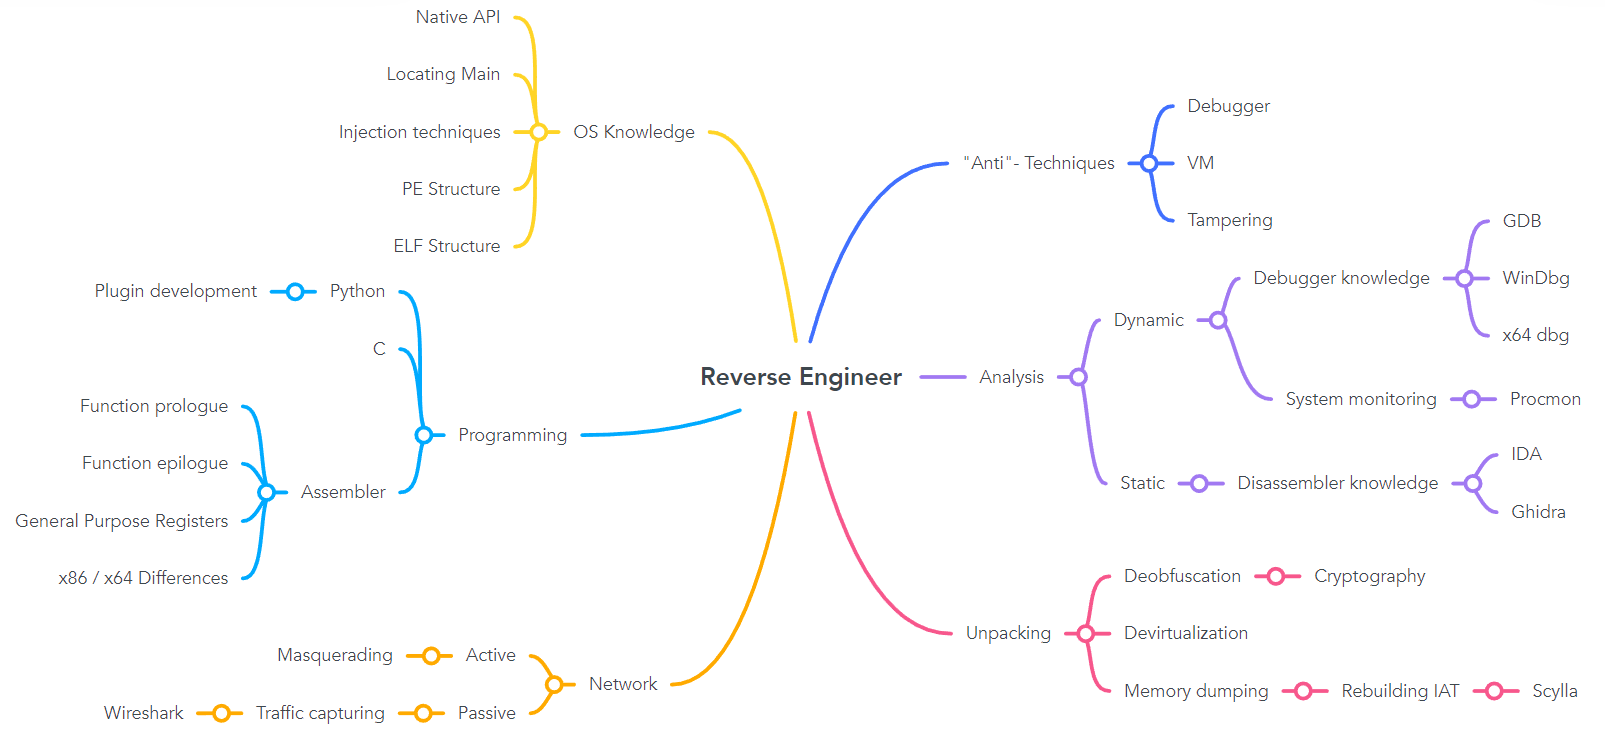 Native API
Locating Main
Injection techniques
OS Knowledge
PE Structure
ELF Structure
Plugin development
Python
C
Function prologue
Programming
Function epilogue
Assembler
General Purpose Registers
x86 / x64 Differences
Masquerading
Active
Network
Wireshark
Traffic capturing
Passive
Reverse Engineer
"Anti"- Techniques
Debugger
VM
Tampering
Analysis
Dynamic
Debugger knowledge
GDB
WinDbg
x64 dbg
System monitoring
Procmon
Static
Disassembler knowledge
IDA
Ghidra
Unpacking
Deobfuscation
Cryptography
Devirtualization
Memory dumping
Rebuilding IAT
Scylla